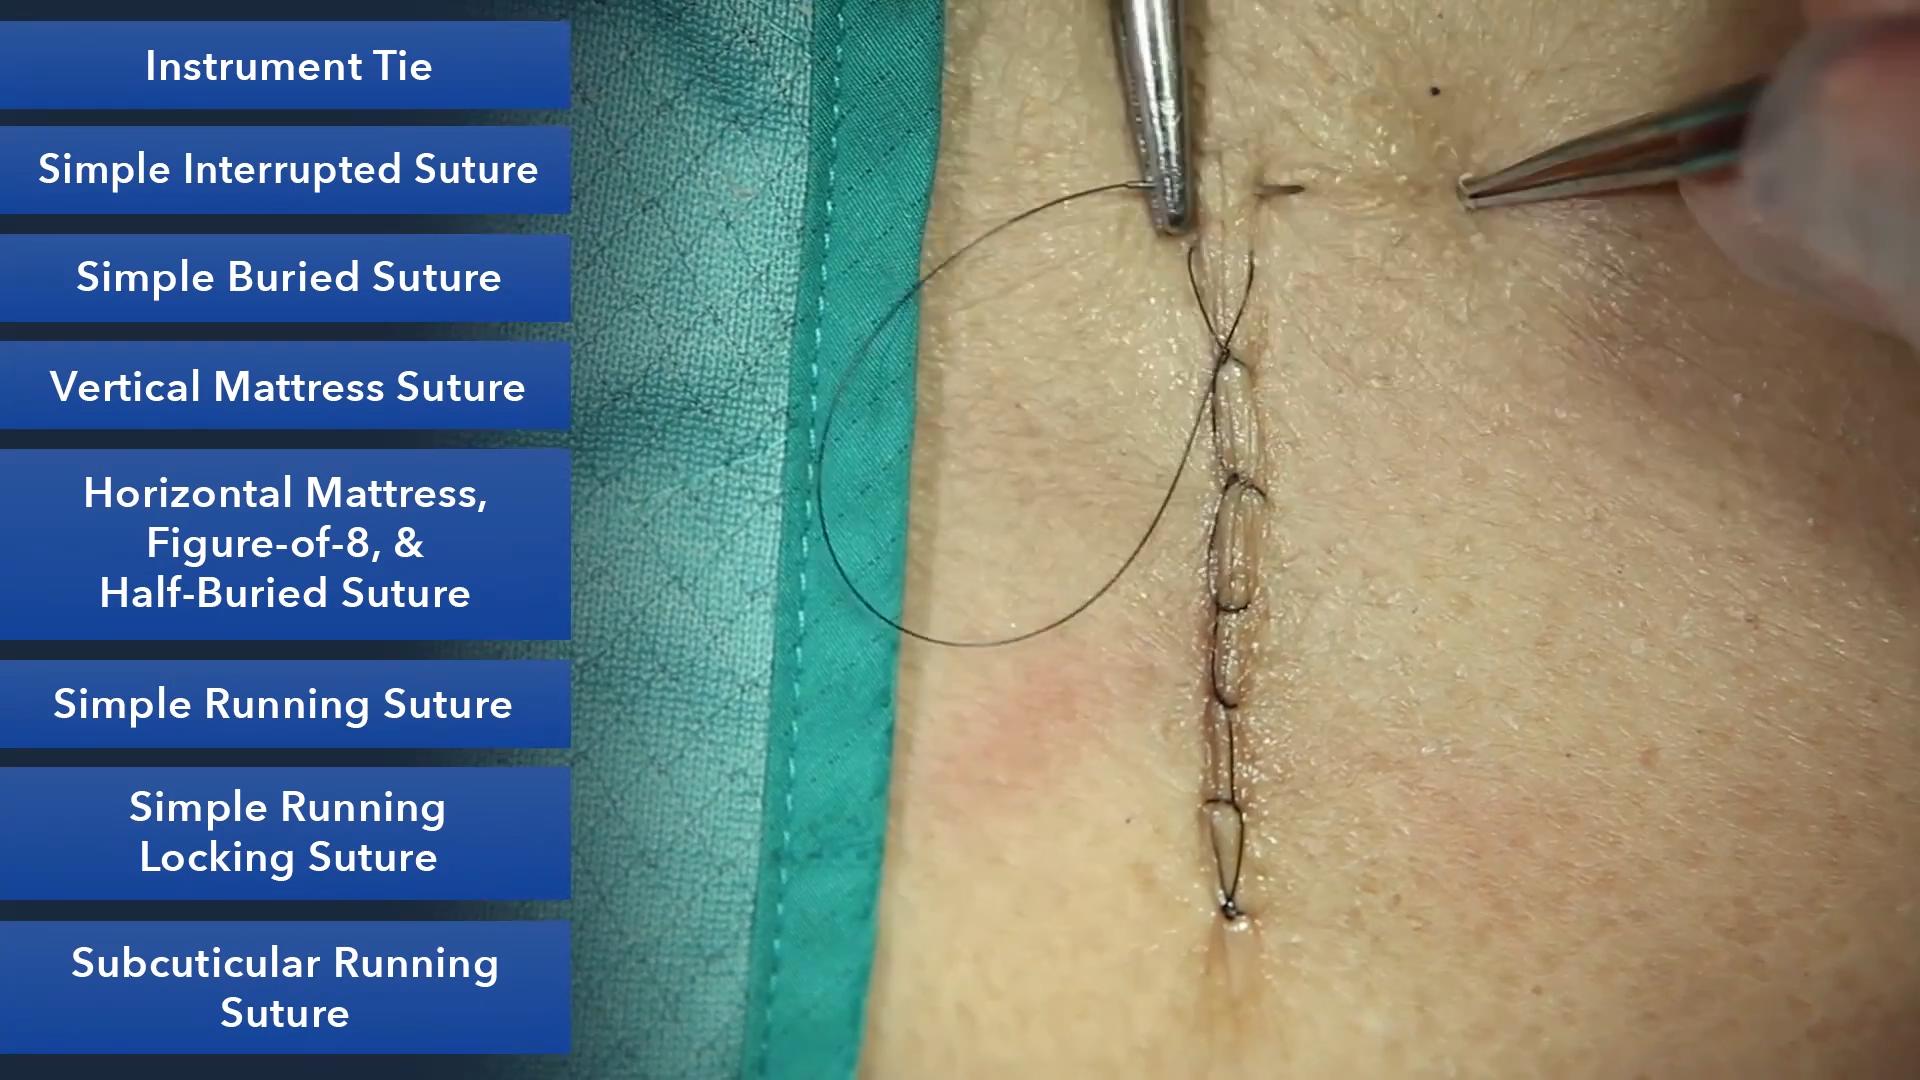 Instrument Tie
Simple Interrupted Suture
Simple Buried Suture
Vertical Mattress Suture
Horizontal Mattress,
Figure-of-8, &
Half-Buried Suture
Simple Running Suture
Simple Running
Locking Suture
Subcuticular Running
Suture